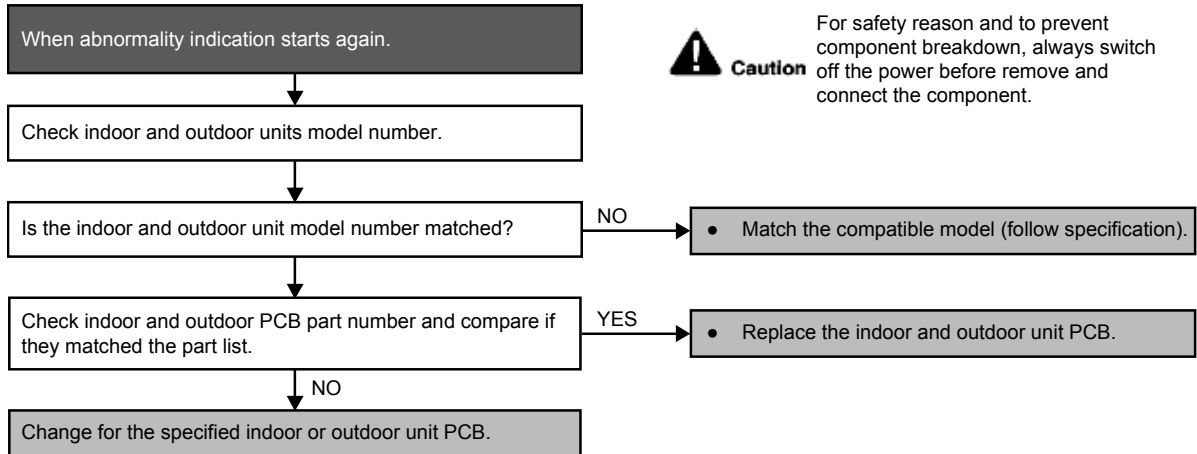 When abnormality indication starts again.
Caution
For safety reason and to prevent
component breakdown, always switch
off the power before remove and
connect the component.
Check indoor and outdoor units model number.
Is the indoor and outdoor unit model number matched?
NO
● Match the compatible model (follow specification).
Check indoor and outdoor PCB part number and compare if
they matched the part list.
YES
● Replace the indoor and outdoor unit PCB.
NO
Change for the specified indoor or outdoor unit PCB.